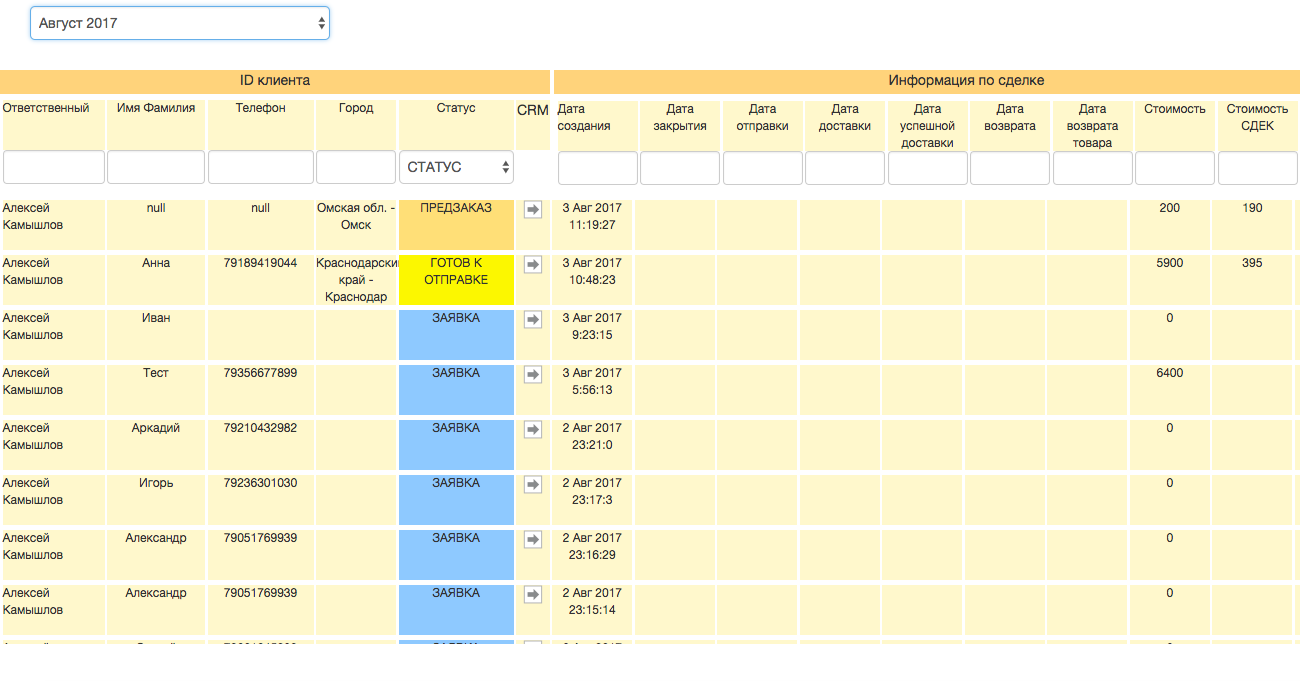 Август 2017
ID клиента Информация по сделке
Ответственный Имя Фамилия Телефон Город Статус CRM Дата создания Дата закрытия Дата отправки Дата доставки Дата успешной доставки Дата возврата Дата возврата товара Стоимость Стоимость СДЕК
СТАТУС
Алексей null null Омская обл. - ПРЕДЗАКАЗ 3 Авг 2017 200 190
Камышлов Омск 11:19:27
Алексей Анна 79189419044 Краснодарский ГОТОВ К 3 Авг 2017 5900 395
Камышлов край - ОТПРАВКЕ 10:48:23
Краснодар
Алексей Иван ЗАЯВКА 3 Авг 2017 0
Камышлов 9:23:15
Алексей Тест 79356677899 ЗАЯВКА 3 Авг 2017 6400
Камышлов 5:56:13
Алексей Аркадий 79210432982 ЗАЯВКА 2 Авг 2017 0
Камышлов 23:21:0
Алексей Игорь 79236301030 ЗАЯВКА 2 Авг 2017 0
Камышлов 23:17:3
Алексей Александр 79051769939 ЗАЯВКА 2 Авг 2017 0
Камышлов 23:16:29
Алексей Александр 79051769939 ЗАЯВКА 2 Авг 2017 0
Камышлов 23:15:14